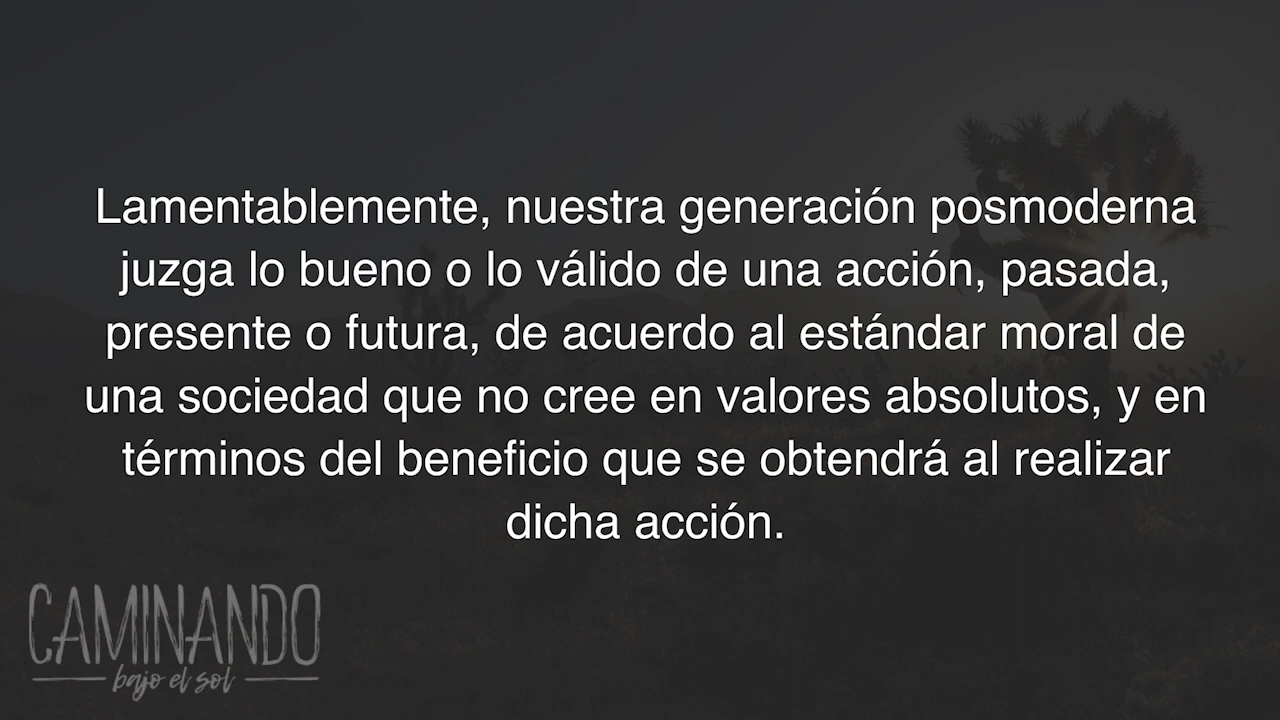 Lamentablemente, nuestra generación posmoderna
juzga lo bueno o lo válido de una acción, pasada,
presente o futura, de acuerdo al estándar moral de
una sociedad que no cree en valores absolutos, y en
términos del beneficio que se obtendrá al realizar
dicha acción.
CAMINANDO
bajo el sol